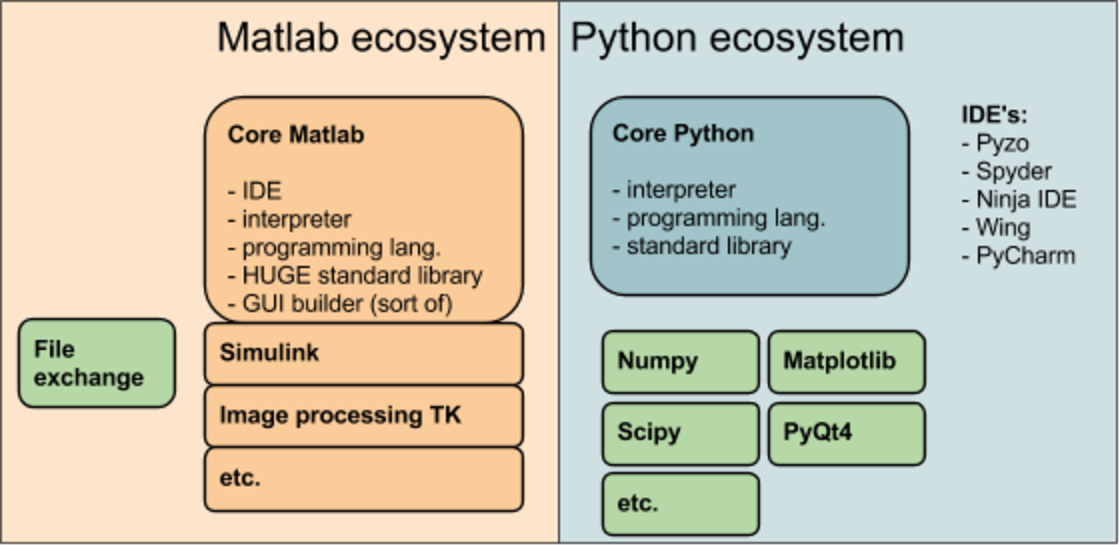 Matlab ecosystem
Core Matlab
- IDE
- interpreter
- programming lang.
- HUGE standard library
- GUI builder (sort of)
File
exchange
Simulink
Image processing TK
etc.
Python ecosystem
Core Python
- interpreter
- programming lang.
- standard library
IDE's:
- Pyzo
- Spyder
- Ninja IDE
- Wing
- PyCharm
Numpy
Matplotlib
Scipy
PyQt4
etc.